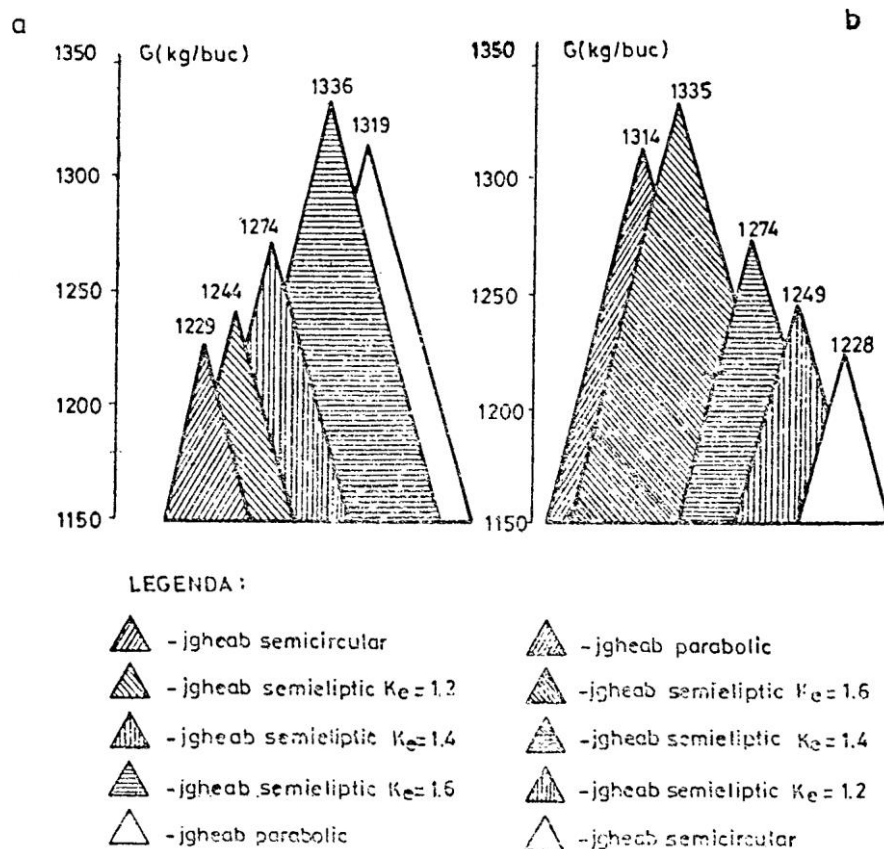 a
b
1350 G(kg/buc)
1336
1319
1300
1274
1250
1244
1229
1200
1150
1350 G(kg/buc)
1335
1314
1300
1274
1250
1249
1228
1200
1150
LEGENDA:
-jgheab semicircular
-jgheab semieliptic Ke=1.2
-jgheab semieliptic Ke=1.4
-jgheab semieliptic Ke=1.6
-jgheab parabolic
-jgheab parabolic
-jgheab semieliptic Ke=1.6
-jgheab semieliptic Ke=1.4
-jgheab semieliptic Ke=1.2
-jgheab semicircular